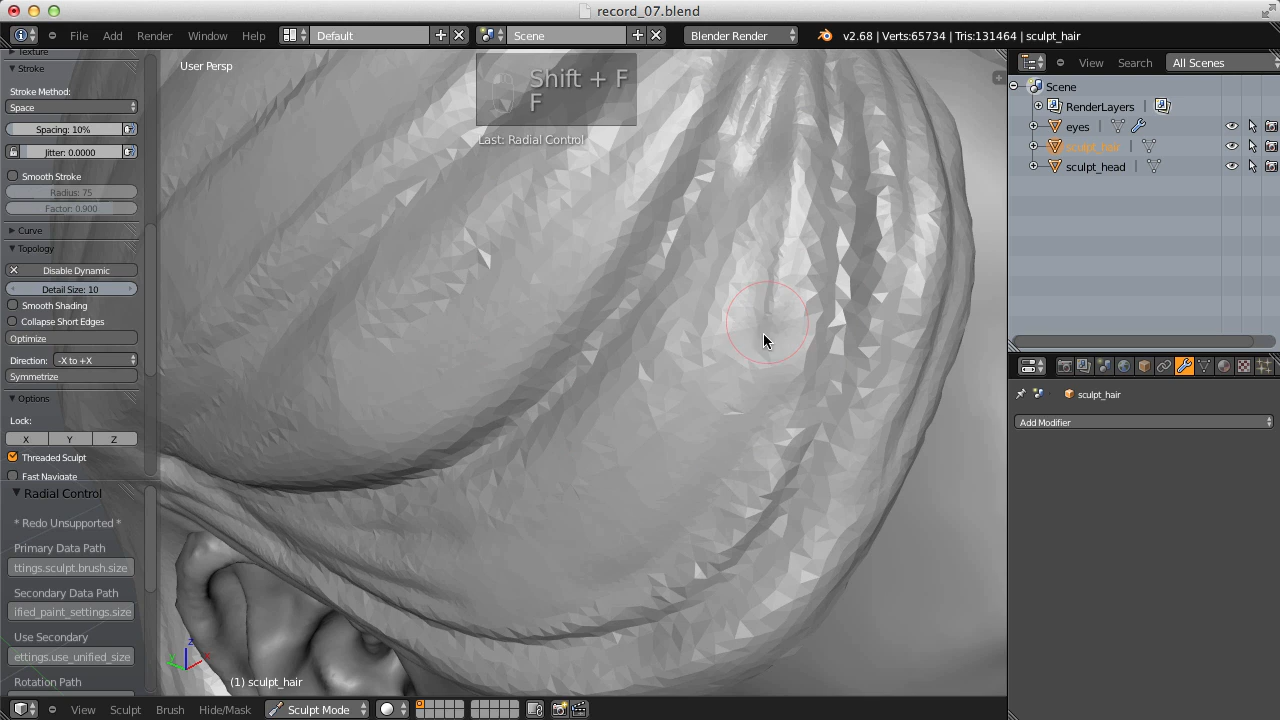 record_07.blend
File Add Render Window Help Default Scene Blender Render v2.68 | Verts:65734 | Tris:131464 | sculpt_hair
Texture
Stroke
Stroke Method:
Space
Spacing: 10%
Jitter: 0.0000
Smooth Stroke
Radius: 75
Factor: 0.900
Curve
Topology
Disable Dynamic
Detail Size: 10
Smooth Shading
Collapse Short Edges
Optimize
Direction: -X to +X
Symmetrize
Options
Lock:
X Y Z
Threaded Sculpt
Fast Navigate
Radial Control
* Redo Unsupported *
Primary Data Path
ttings.sculpt.brush.size
Secondary Data Path
ified_paint_settings.size
Use Secondary
ettings.use_unified_size
Rotation Path
User Persp
Shift + F
F
Last: Radial Control
z
y
x
(1) sculpt_hair
View Sculpt Brush Hide/Mask Sculpt Mode
View Search All Scenes
Scene
RenderLayers
eyes
sculpt_hair
sculpt_head
sculpt_hair
Add Modifier